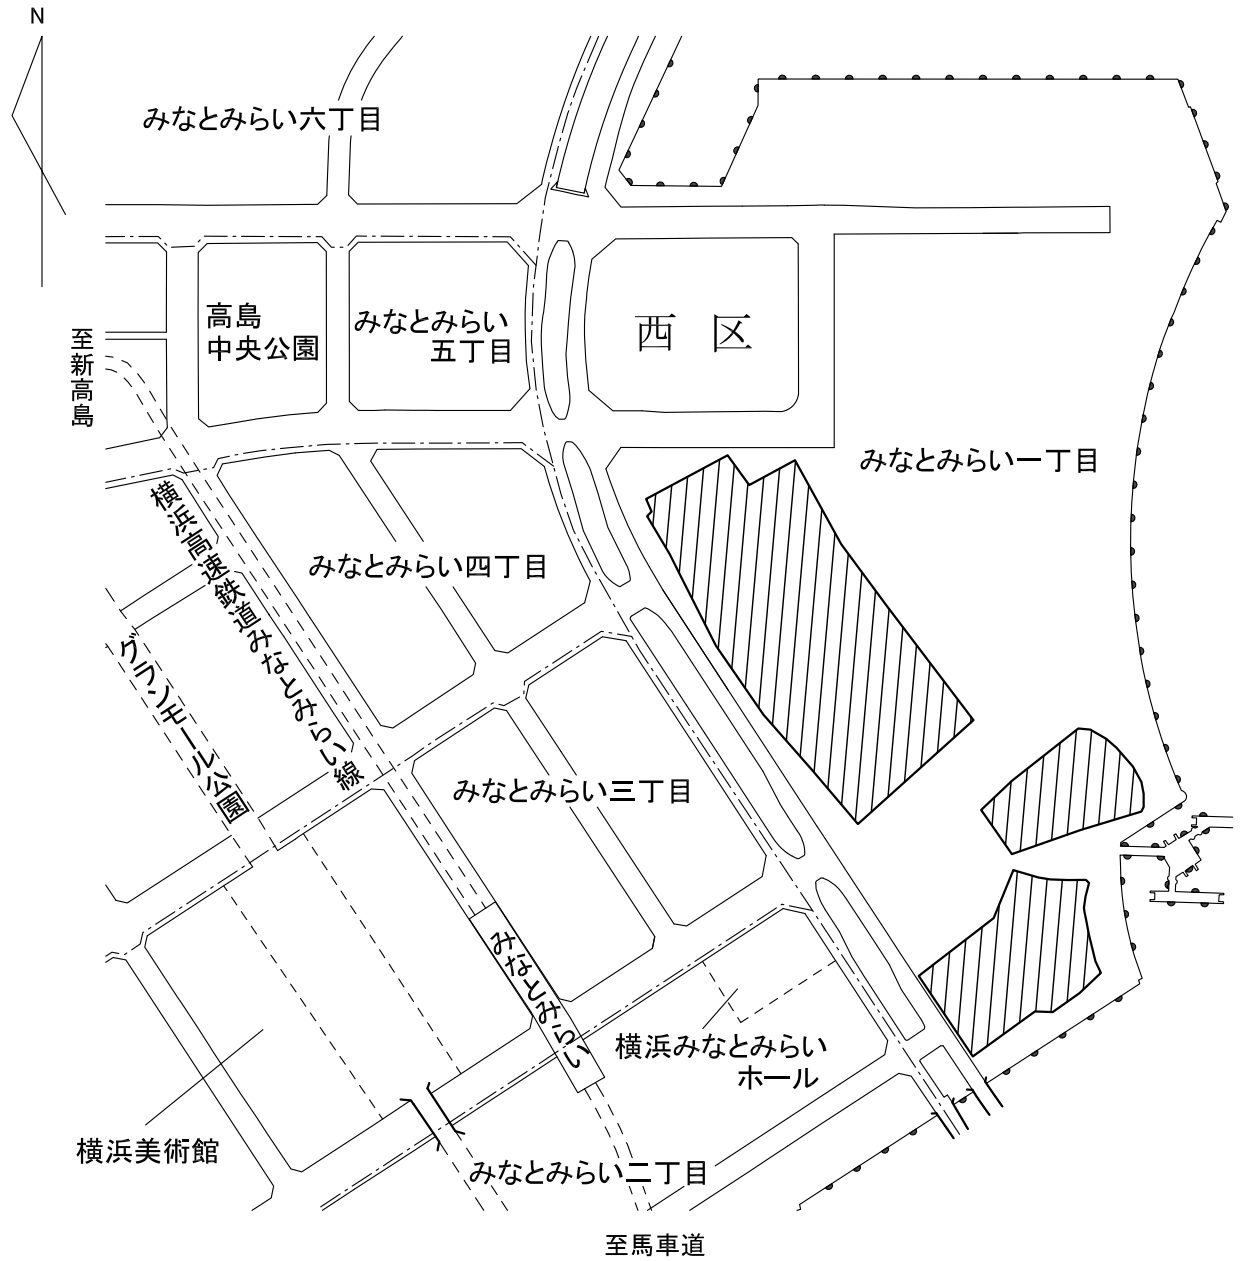 N
みなとみらい六丁目
高島
中央公園
みなとみらい
五丁目
西区
至新高島
みなとみらい一丁目
横浜高速鉄道みなとみらい線
みなとみらい四丁目
グランモール公園
みなとみらい三丁目
みなとみらい
横浜みなとみらい
ホール
横浜美術館
みなとみらい二丁目
至馬車道